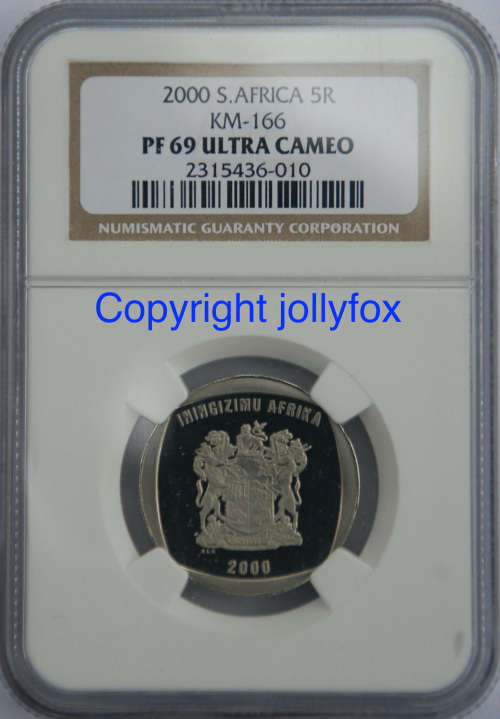 2000 S.AFRICA 5R
KM-166
PF 69 ULTRA CAMEO
2315436-010
NUMISMATIC GUARANTY CORPORATION
Copyright jollyfox
ININGIZIMU AFRIKA
2000